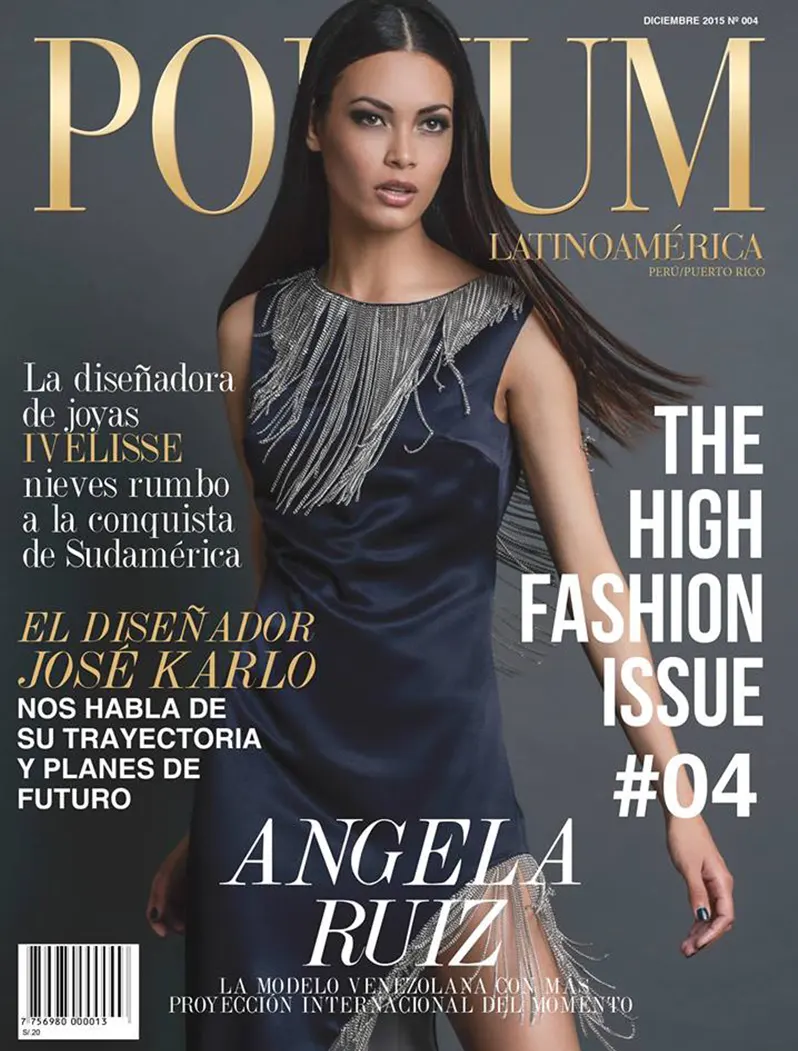 DICIEMBRE 2015 Nº 004
PODIUM
LATINOAMÉRICA
PERÚ/PUERTO RICO
La diseñadora
de joyas
IVELISSE
nieves rumbo
a la conquista
de Sudamérica
THE
HIGH
FASHION
ISSUE
#04
EL DISEÑADOR
JOSÉ KARLO
NOS HABLA DE
SU TRAYECTORIA
Y PLANES DE
FUTURO
ANGELA
RUIZ
LA MODELO VENEZOLANA CON MÁS
PROYECCIÓN INTERNACIONAL DEL MOMENTO
7 756980 000013
S/. 20